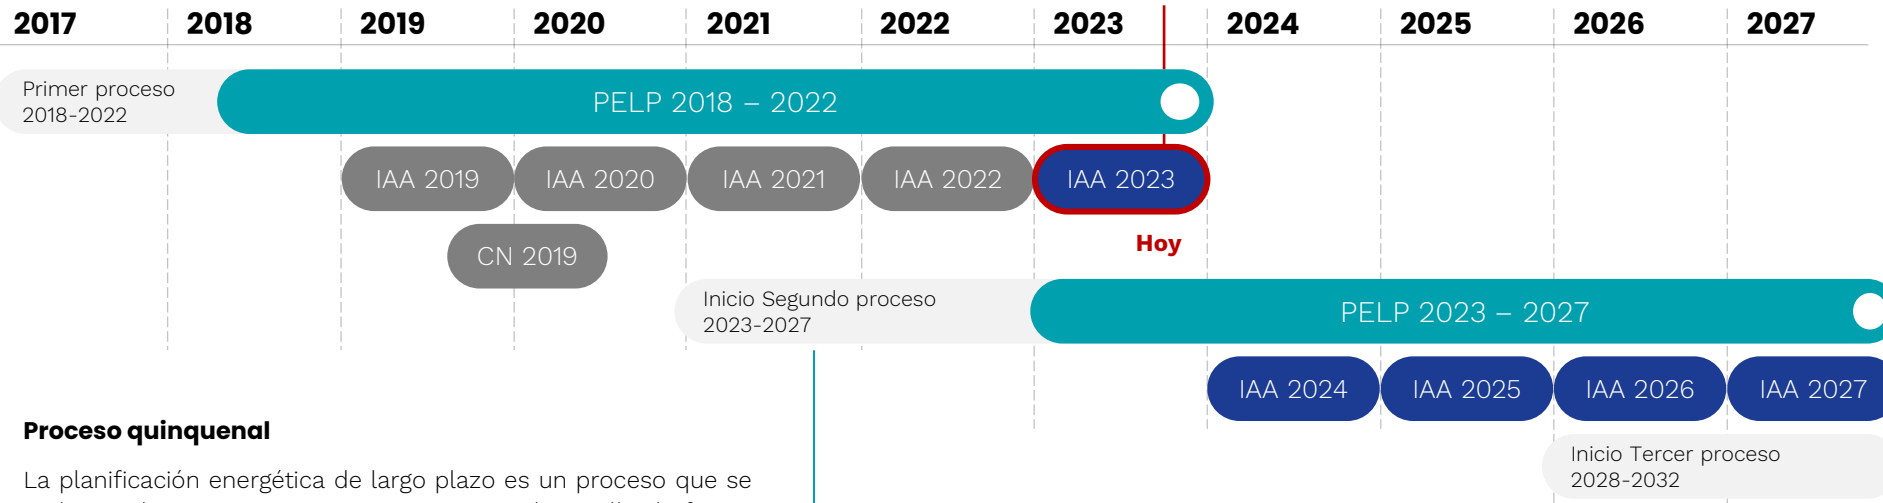 2017 2018 2019 2020 2021 2022 2023 2024 2025 2026 2027
Primer proceso
2018-2022
PELP 2018 – 2022
IAA 2019 IAA 2020 IAA 2021 IAA 2022 IAA 2023
Hoy
CN 2019
Inicio Segundo proceso
2023-2027
PELP 2023 – 2027
IAA 2024 IAA 2025 IAA 2026 IAA 2027
Proceso quinquenal
Inicio Tercer proceso
2028-2032
La planificación energética de largo plazo es un proceso que se